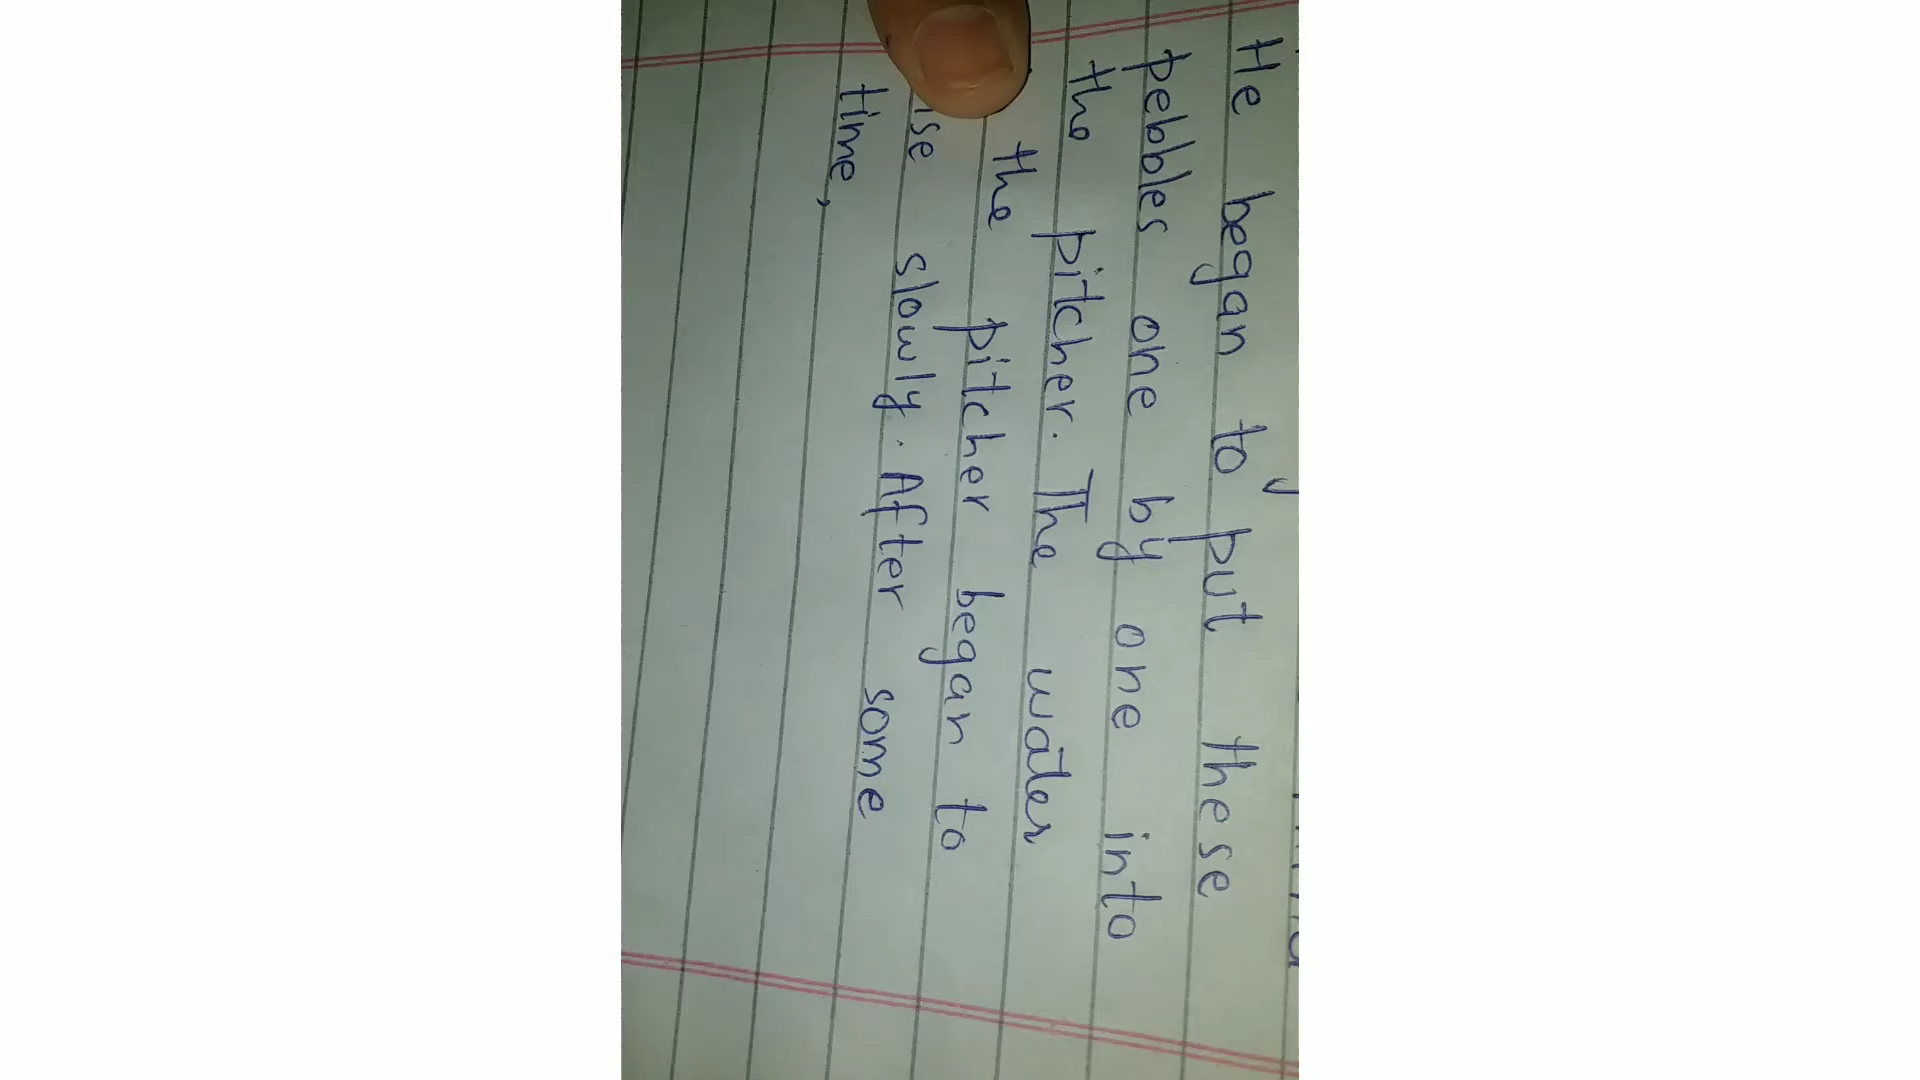 He began to put these
pebbles one by one into
the pitcher. The water
the pitcher began to
slowly. After some
time,